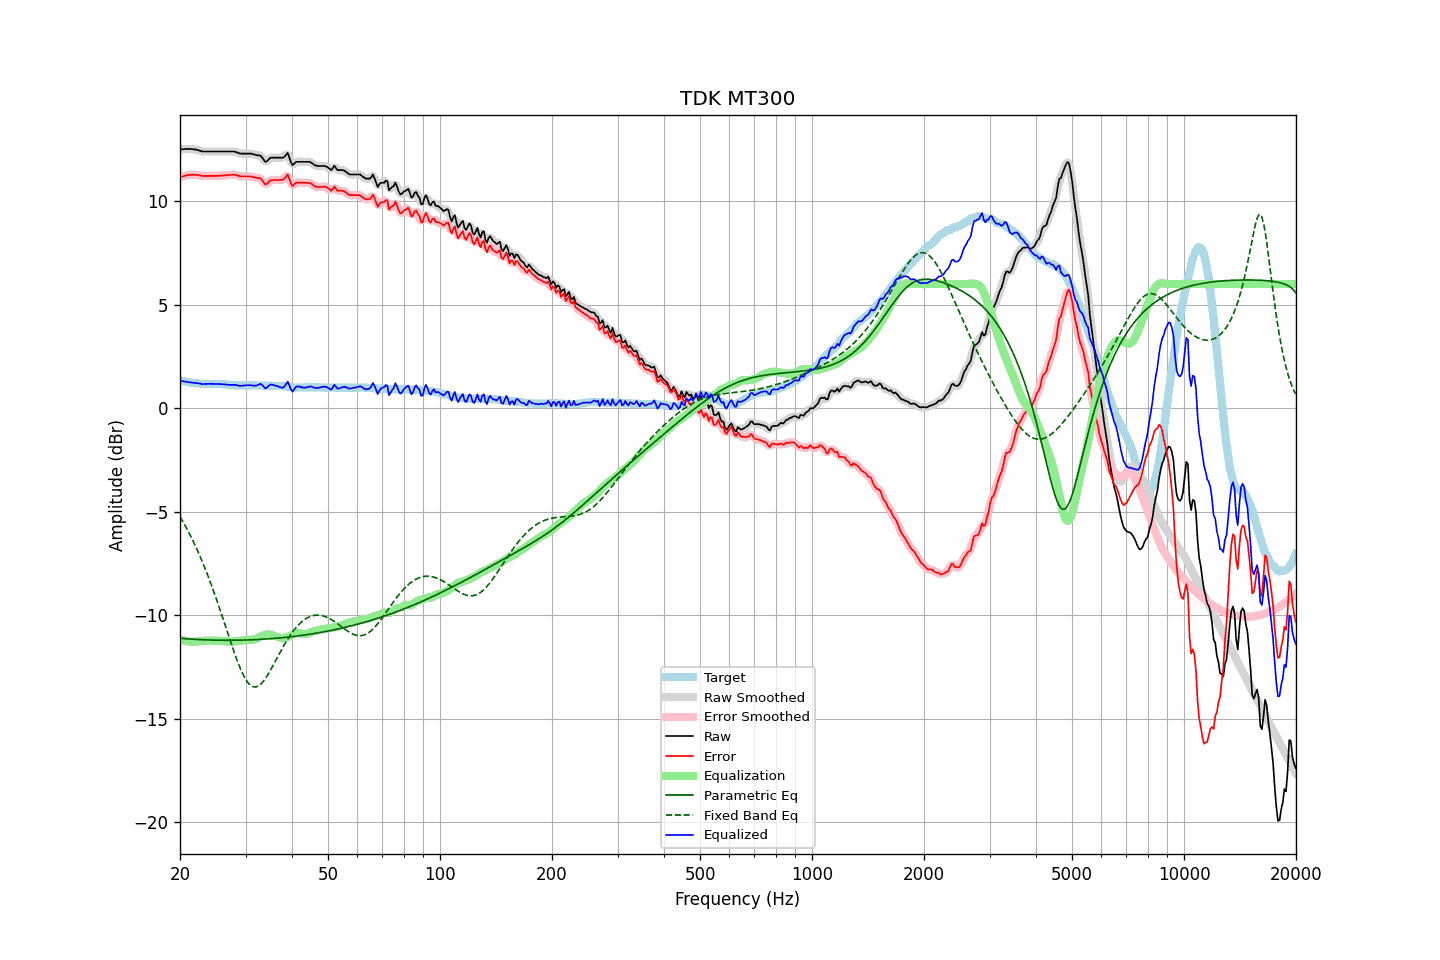 TDK MT300
Amplitude (dBr)
10
5
0
−5
−10
−15
−20
Target
Raw Smoothed
Error Smoothed
Raw
Error
Equalization
Parametric Eq
Fixed Band Eq
Equalized
20
50
100
200
500
1000
2000
5000
10000
20000
Frequency (Hz)